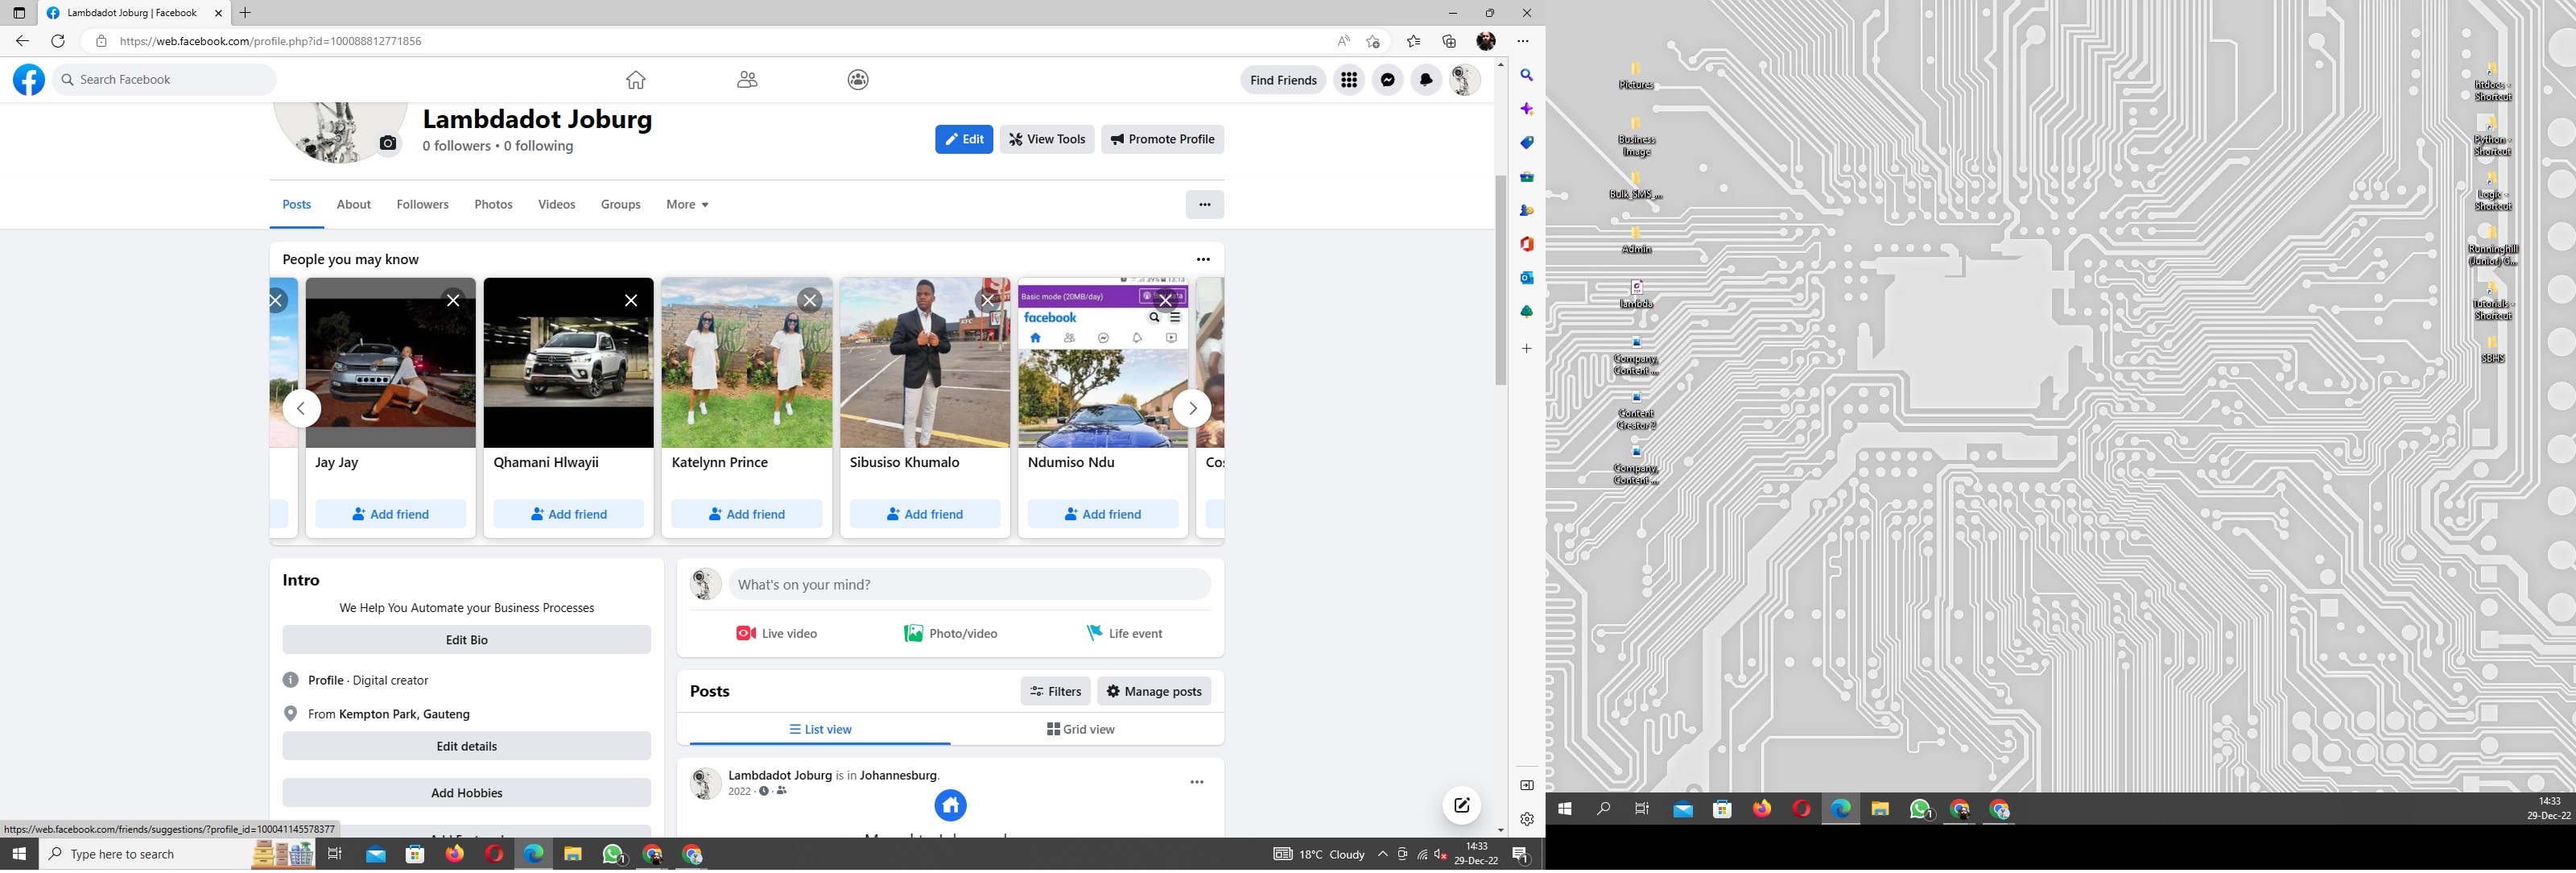 Lambdadot Joburg | Facebook
https://web.facebook.com/profile.php?id=100088812771856
Search Facebook
Find Friends
Lambdadot Joburg
0 followers • 0 following
Edit
View Tools
Promote Profile
Posts
About
Followers
Photos
Videos
Groups
More
People you may know
Basic mode (20MB/day)
facebook
KFC
Jay Jay
Qhamani Hlwayii
Katelynn Prince
Sibusiso Khumalo
Ndumiso Ndu
Cos
Add friend
Add friend
Add friend
Add friend
Add friend
Intro
We Help You Automate your Business Processes
Edit Bio
Profile · Digital creator
From Kempton Park, Gauteng
Edit details
Add Hobbies
What's on your mind?
Live video
Photo/video
Life event
Posts
Filters
Manage posts
List view
Grid view
Lambdadot Joburg is in Johannesburg.
2022
https://web.facebook.com/friends/suggestions/?profile_id=100041145578377
Type here to search
18°C Cloudy
14:33
29-Dec-22
Pictures
Business
Image
Bulk_SMS_...
Admin
lambda
Company,
Content ...
Content
Creator 2
Company,
Content ...
htdocs -
Shortcut
Python -
Shortcut
Logic -
Shortcut
Runninghill
(Junior) G...
Tutorials -
Shortcut
SBHS
14:33
29-Dec-22